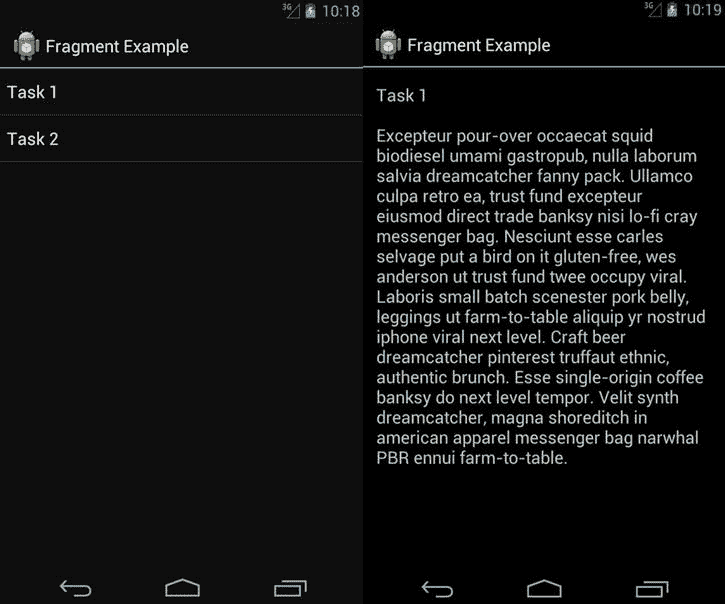 3G 10:18
Fragment Example
Task 1
Task 2
3G 10:19
Fragment Example
Task 1
Excepteur pour-over occaecat squid
biodiesel umami gastropub, nulla laborum
salvia dreamcatcher fanny pack. Ullamco
culpa retro ea, trust fund excepteur
eiusmod direct trade banksy nisi lo-fi cray
messenger bag. Nesciunt esse carles
selvage put a bird on it gluten-free, wes
anderson ut trust fund twee occupy viral.
Laboris small batch scenester pork belly,
leggings ut farm-to-table aliquip yr nostrud
iphone viral next level. Craft beer
dreamcatcher pinterest truffaut ethnic,
authentic brunch. Esse single-origin coffee
banksy do next level tempor. Velit synth
dreamcatcher, magna shoreditch in
american apparel messenger bag narwhal
PBR ennui farm-to-table.